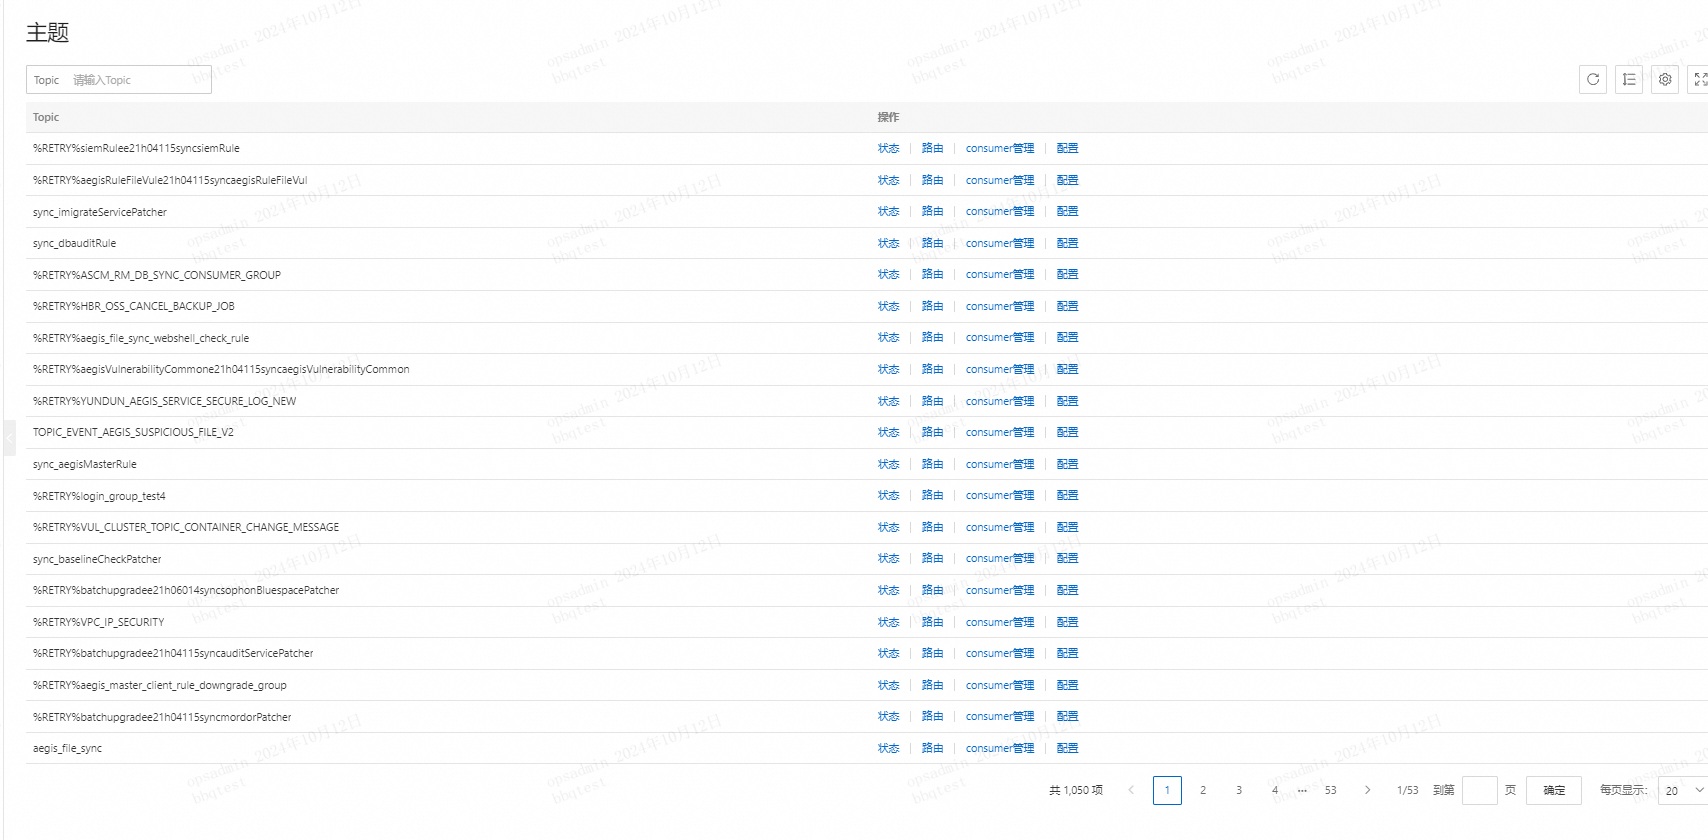 主题
Topic 请输入Topic
Topic 操作
%RETRY%siemRulee21h04115syncsiemRule 状态 路由 consumer管理 配置
%RETRY%aegisRuleFileVule21h04115syncaegisRuleFileVul 状态 路由 consumer管理 配置
sync_imigrateServicePatcher 状态 路由 consumer管理 配置
sync_dbauditRule 状态 路由 consumer管理 配置
%RETRY%ASCM_RM_DB_SYNC_CONSUMER_GROUP 状态 路由 consumer管理 配置
%RETRY%HBR_OSS_CANCEL_BACKUP_JOB 状态 路由 consumer管理 配置
%RETRY%aegis_file_sync_webshell_check_rule 状态 路由 consumer管理 配置
%RETRY%aegisVulnerabilityCommone21h04115syncaegisVulnerabilityCommon 状态 路由 consumer管理 配置
%RETRY%YUNDUN_AEGIS_SERVICE_SECURE_LOG_NEW 状态 路由 consumer管理 配置
TOPIC_EVENT_AEGIS_SUSPICIOUS_FILE_V2 状态 路由 consumer管理 配置
sync_aegisMasterRule 状态 路由 consumer管理 配置
%RETRY%login_group_test4 状态 路由 consumer管理 配置
%RETRY%VUL_CLUSTER_TOPIC_CONTAINER_CHANGE_MESSAGE 状态 路由 consumer管理 配置
sync_baselineCheckPatcher 状态 路由 consumer管理 配置
%RETRY%batchupgradee21h06014syncsophonBluespacePatcher 状态 路由 consumer管理 配置
%RETRY%VPC_IP_SECURITY 状态 路由 consumer管理 配置
%RETRY%batchupgradee21h04115syncauditServicePatcher 状态 路由 consumer管理 配置
%RETRY%aegis_master_client_rule_downgrade_group 状态 路由 consumer管理 配置
%RETRY%batchupgradee21h04115syncmordorPatcher 状态 路由 consumer管理 配置
aegis_file_sync 状态 路由 consumer管理 配置
共 1,050 项 1 2 3 4 ··· 53 1/53 到第 页 确定 每页显示: 20
opsadmin 2024年10月12日
bbqtest